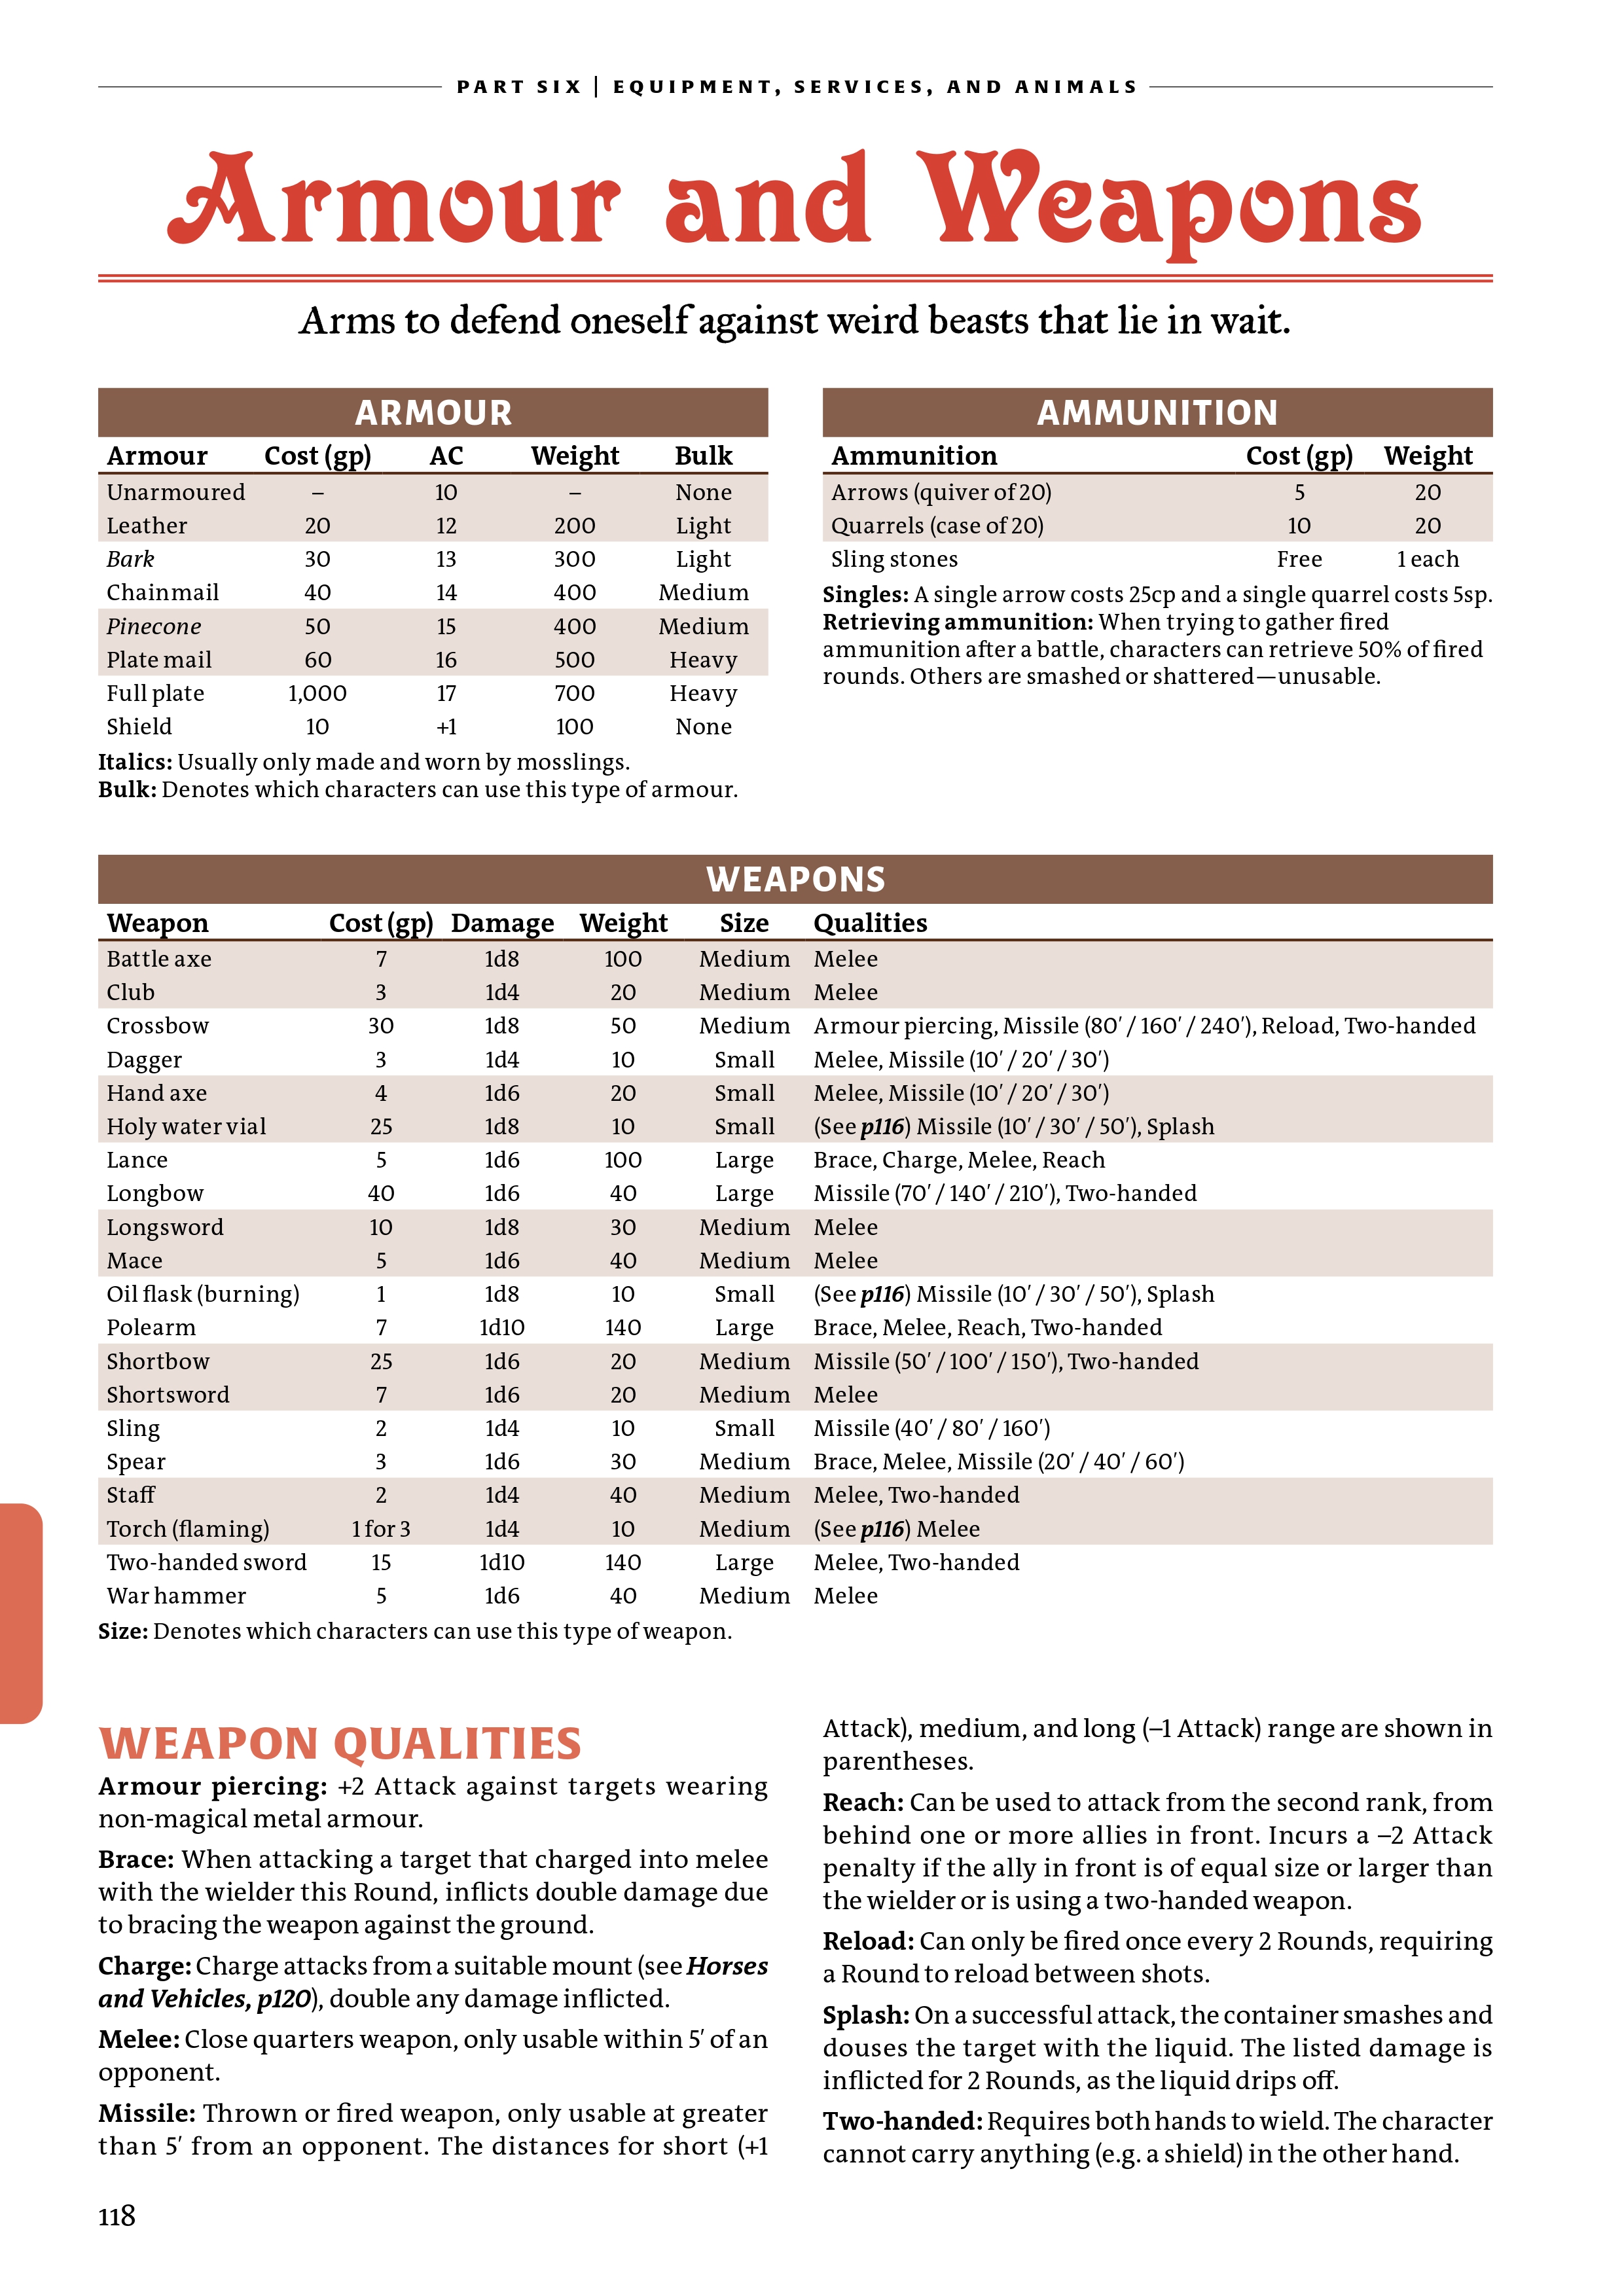 PART SIX | EQUIPMENT, SERVICES, AND ANIMALS
Armour and Weapons
Arms to defend oneself against weird beasts that lie in wait.
ARMOUR
Armour Cost (gp) AC Weight Bulk
Unarmoured – 10 – None
Leather 20 12 200 Light
Bark 30 13 300 Light
Chainmail 40 14 400 Medium
Pinecone 50 15 400 Medium
Plate mail 60 16 500 Heavy
Full plate 1,000 17 700 Heavy
Shield 10 +1 100 None
Italics: Usually only made and worn by mosslings.
Bulk: Denotes which characters can use this type of armour.
AMMUNITION
Ammunition Cost (gp) Weight
Arrows (quiver of 20) 5 20
Quarrels (case of 20) 10 20
Sling stones Free 1 each
Singles: A single arrow costs 25cp and a single quarrel costs 5sp.
Retrieving ammunition: When trying to gather fired
ammunition after a battle, characters can retrieve 50% of fired
rounds. Others are smashed or shattered—unusable.
WEAPONS
Weapon Cost (gp) Damage Weight Size Qualities
Battle axe 7 1d8 100 Medium Melee
Club 3 1d4 20 Medium Melee
Crossbow 30 1d8 50 Medium Armour piercing, Missile (80′ / 160′ / 240′), Reload, Two-handed
Dagger 3 1d4 10 Small Melee, Missile (10′ / 20′ / 30′)
Hand axe 4 1d6 20 Small Melee, Missile (10′ / 20′ / 30′)
Holy water vial 25 1d8 10 Small (See p116) Missile (10′ / 30′ / 50′), Splash
Lance 5 1d6 100 Large Brace, Charge, Melee, Reach
Longbow 40 1d6 40 Large Missile (70′ / 140′ / 210′), Two-handed
Longsword 10 1d8 30 Medium Melee
Mace 5 1d6 40 Medium Melee
Oil flask (burning) 1 1d8 10 Small (See p116) Missile (10′ / 30′ / 50′), Splash
Polearm 7 1d10 140 Large Brace, Melee, Reach, Two-handed
Shortbow 25 1d6 20 Medium Missile (50′ / 100′ / 150′), Two-handed
Shortsword 7 1d6 20 Medium Melee
Sling 2 1d4 10 Small Missile (40′ / 80′ / 160′)
Spear 3 1d6 30 Medium Brace, Melee, Missile (20′ / 40′ / 60′)
Staff 2 1d4 40 Medium Melee, Two-handed
Torch (flaming) 1 for 3 1d4 10 Medium (See p116) Melee
Two-handed sword 15 1d10 140 Large Melee, Two-handed
War hammer 5 1d6 40 Medium Melee
Size: Denotes which characters can use this type of weapon.
WEAPON QUALITIES
Armour piercing: +2 Attack against targets wearing
non-magical metal armour.
Brace: When attacking a target that charged into melee
with the wielder this Round, inflicts double damage due
to bracing the weapon against the ground.
Charge: Charge attacks from a suitable mount (see Horses
and Vehicles, p120), double any damage inflicted.
Melee: Close quarters weapon, only usable within 5′ of an
opponent.
Missile: Thrown or fired weapon, only usable at greater
than 5′ from an opponent. The distances for short (+1
Attack), medium, and long (–1 Attack) range are shown in
parentheses.
Reach: Can be used to attack from the second rank, from
behind one or more allies in front. Incurs a –2 Attack
penalty if the ally in front is of equal size or larger than
the wielder or is using a two-handed weapon.
Reload: Can only be fired once every 2 Rounds, requiring
a Round to reload between shots.
Splash: On a successful attack, the container smashes and
douses the target with the liquid. The listed damage is
inflicted for 2 Rounds, as the liquid drips off.
Two-handed: Requires both hands to wield. The character
cannot carry anything (e.g. a shield) in the other hand.
118